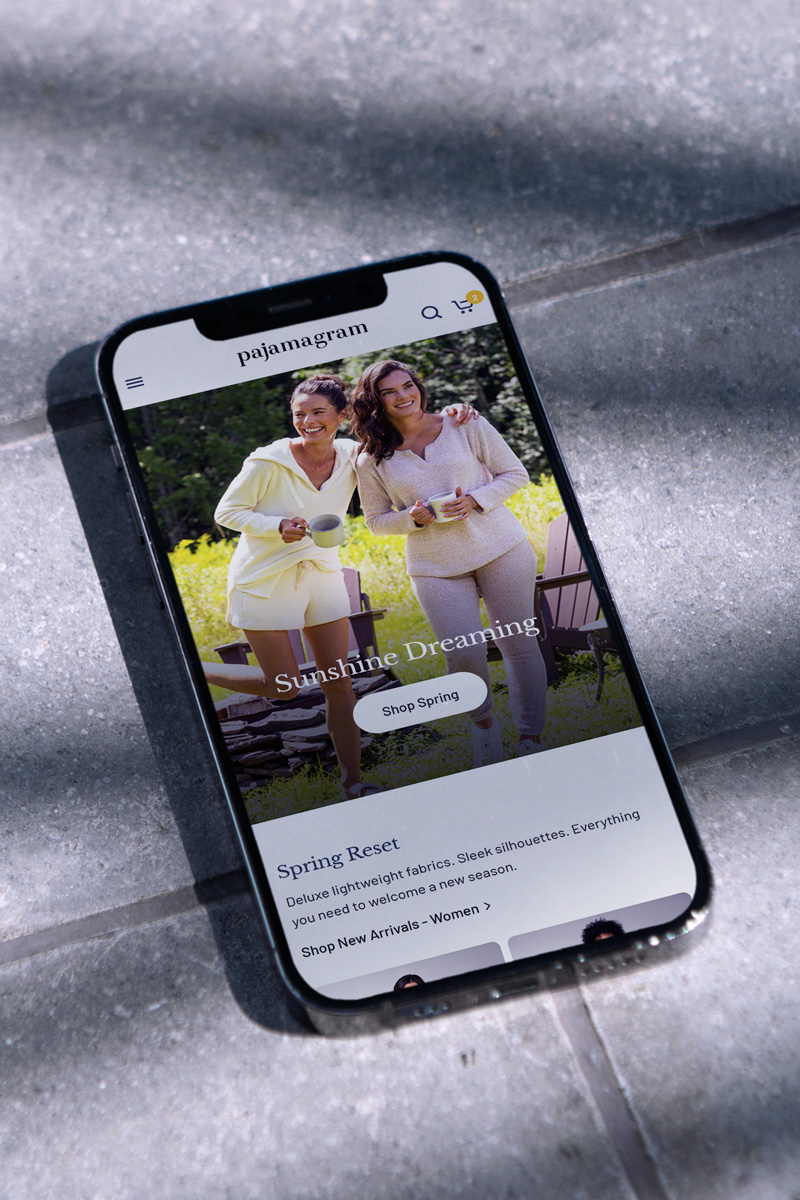 pajamagram
2
Sunshine Dreaming
Shop Spring
Spring Reset
Deluxe lightweight fabrics. Sleek silhouettes. Everything
you need to welcome a new season.
Shop New Arrivals – Women >